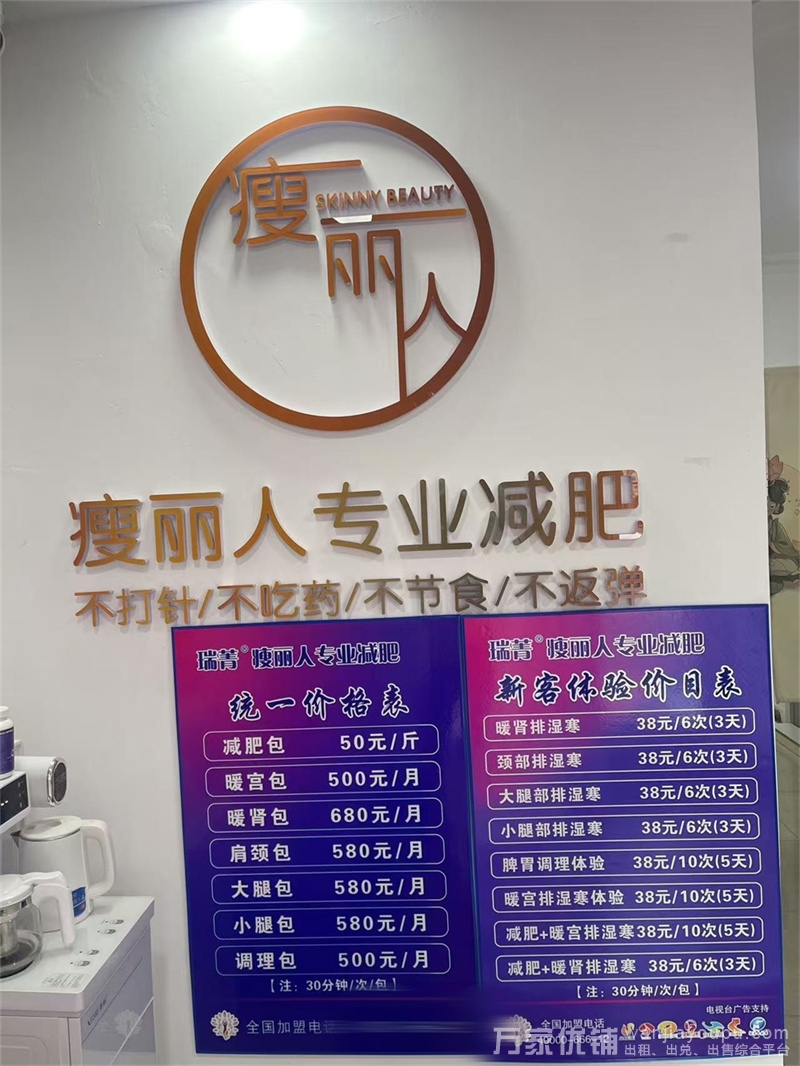 瘦
SKINNY BEAUTY
丽
人
瘦丽人专业减肥
不打针/不吃药/不节食/不返弹
瑞菁®瘦丽人专业减肥
统一价格表
减肥包 50元/斤
暖宫包 500元/月
暖肾包 680元/月
肩颈包 580元/月
大腿包 580元/月
小腿包 580元/月
调理包 500元/月
【注：30分钟/次/包】
全国加盟电话
瑞菁®瘦丽人专业减肥
新客体验价目表
暖肾排湿寒 38元/6次(3天)
颈部排湿寒 38元/6次(3天)
大腿部排湿寒 38元/6次(3天)
小腿部排湿寒 38元/6次(3天)
脾胃调理体验 38元/10次(5天)
暖宫排湿寒体验 38元/10次(5天)
减肥+暖宫排湿寒38元/10次(5天)
减肥+暖肾排湿寒 38元/6次(3天)
【注：30分钟/次/包】
电视台广告支持
全国加盟电话
万家优铺
wanjiayoupu.com
出租、出兑、出售综合平台